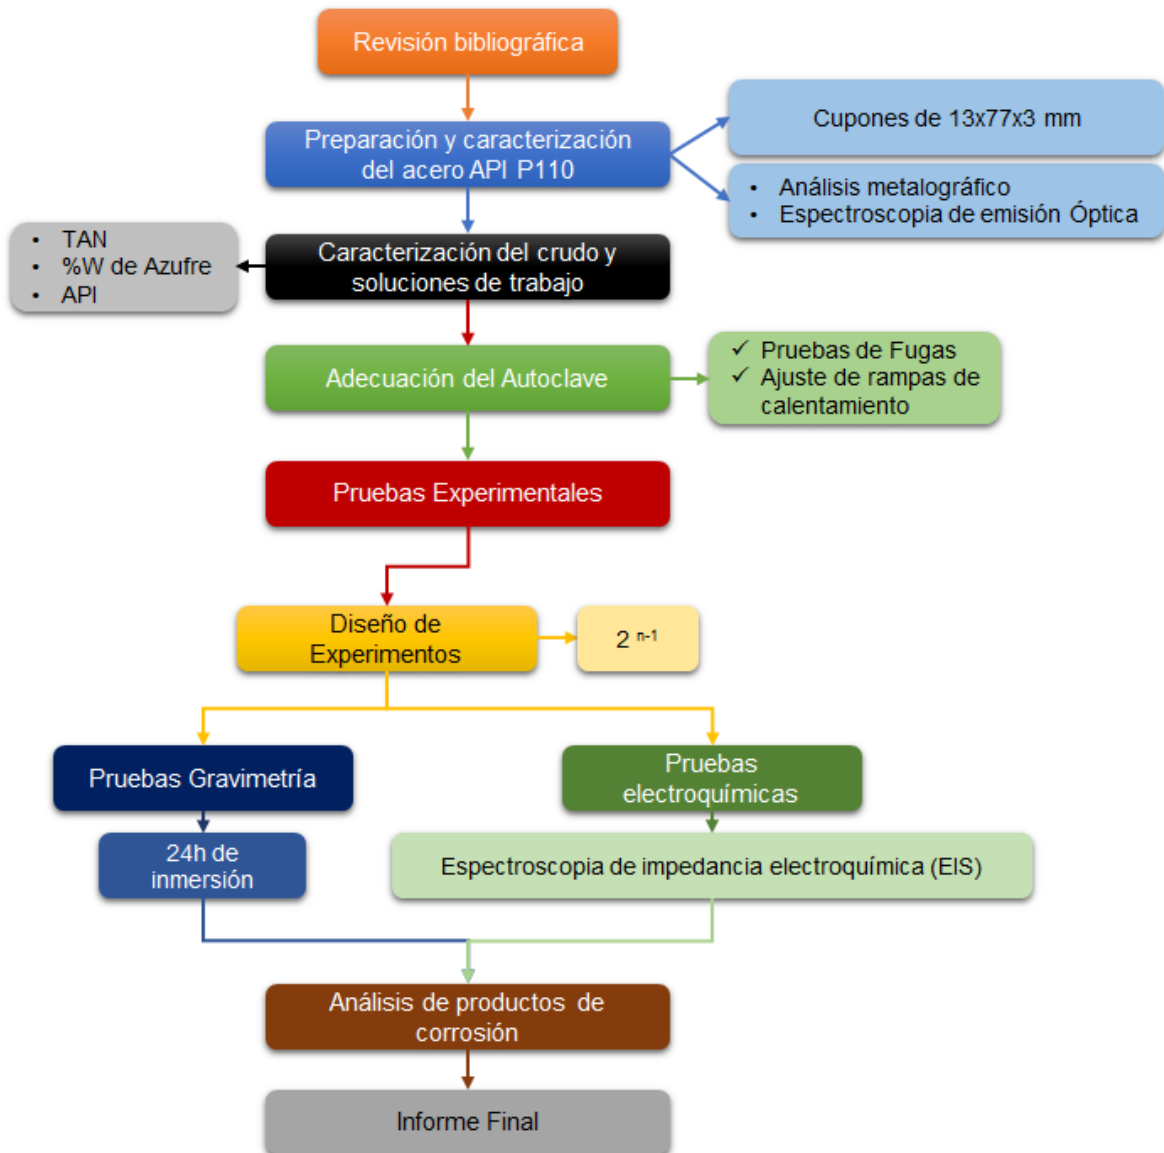 Revisión bibliográfica
Preparación y caracterización
del acero API P110
Cupones de 13x77x3 mm
• Análisis metalográfico
• Espectroscopia de emisión Óptica
• TAN
• %W de Azufre
• API
Caracterización del crudo y
soluciones de trabajo
Adecuación del Autoclave
✓ Pruebas de Fugas
✓ Ajuste de rampas de
calentamiento
Pruebas Experimentales
Diseño de
Experimentos
2 n-1
Pruebas Gravimetría
Pruebas
electroquímicas
24h de
inmersión
Espectroscopia de impedancia electroquímica (EIS)
Análisis de productos de
corrosión
Informe Final